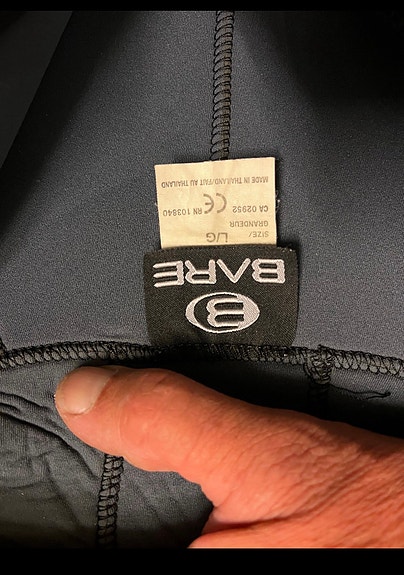 B
BARE
SIZE/ L/G
GRANDEUR
CA 02952 CE RN 103840
MADE IN THAILAND/FAIT AU THAILAND